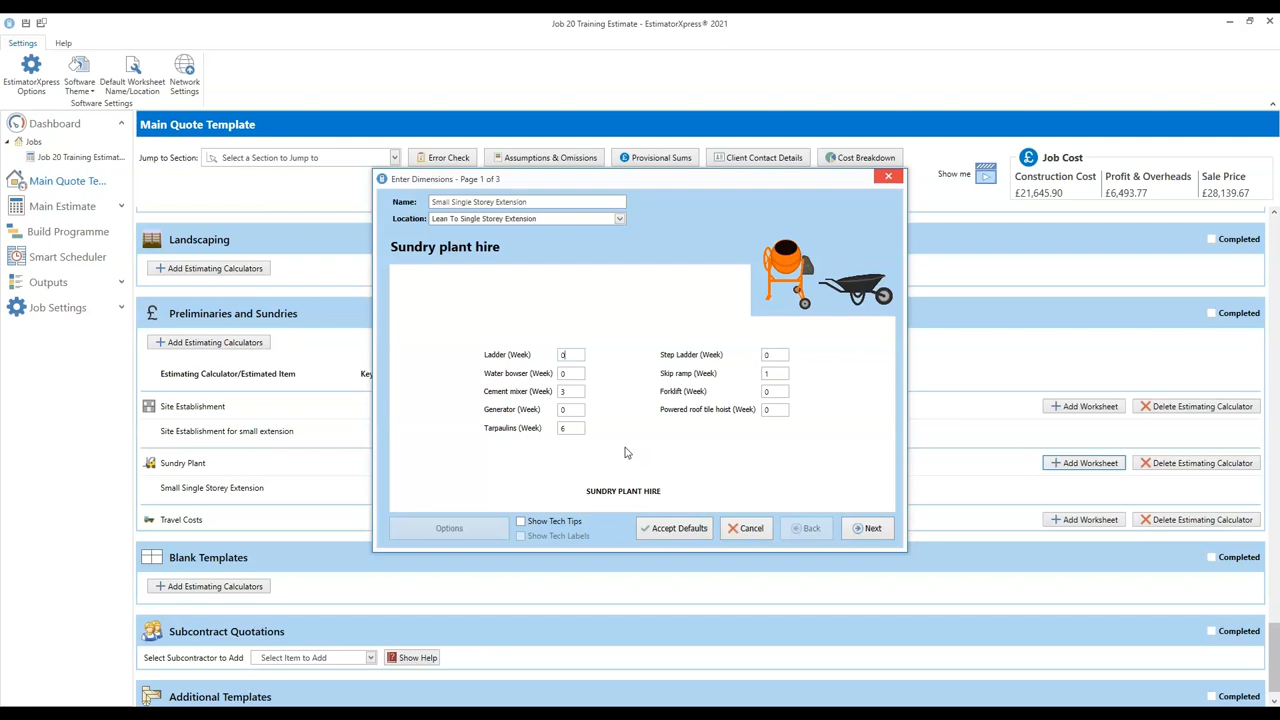 Job 20 Training Estimate - EstimatorXpress® 2021
Settings Help
EstimatorXpress Options
Software Theme
Default Worksheet Name/Location
Network Settings
Software Settings
Dashboard
Jobs
Job 20 Training Estimat...
Main Quote Te...
Main Estimate
Build Programme
Smart Scheduler
Outputs
Job Settings
Main Quote Template
Jump to Section: Select a Section to Jump to Error Check Assumptions & Omissions Provisional Sums Client Contact Details Cost Breakdown
Show me
Job Cost
Construction Cost Profit & Overheads Sale Price
£21,645.90 £6,493.77 £28,139.67
Landscaping Completed
Add Estimating Calculators
Preliminaries and Sundries Completed
Add Estimating Calculators
Estimating Calculator/Estimated Item Key
Site Establishment Add Worksheet Delete Estimating Calculator
Site Establishment for small extension
Sundry Plant Add Worksheet Delete Estimating Calculator
Small Single Storey Extension
Travel Costs Add Worksheet Delete Estimating Calculator
Blank Templates Completed
Add Estimating Calculators
Subcontract Quotations Completed
Select Subcontractor to Add Select Item to Add Show Help
Additional Templates Completed
Enter Dimensions - Page 1 of 3
Name: Small Single Storey Extension
Location: Lean To Single Storey Extension
Sundry plant hire
Ladder (Week) 0 Step Ladder (Week) 0
Water bowser (Week) 0 Skip ramp (Week) 1
Cement mixer (Week) 3 Forklift (Week) 0
Generator (Week) 0 Powered roof tile hoist (Week) 0
Tarpaulins (Week) 6
SUNDRY PLANT HIRE
Options
Show Tech Tips
Show Tech Labels
Accept Defaults Cancel Back Next